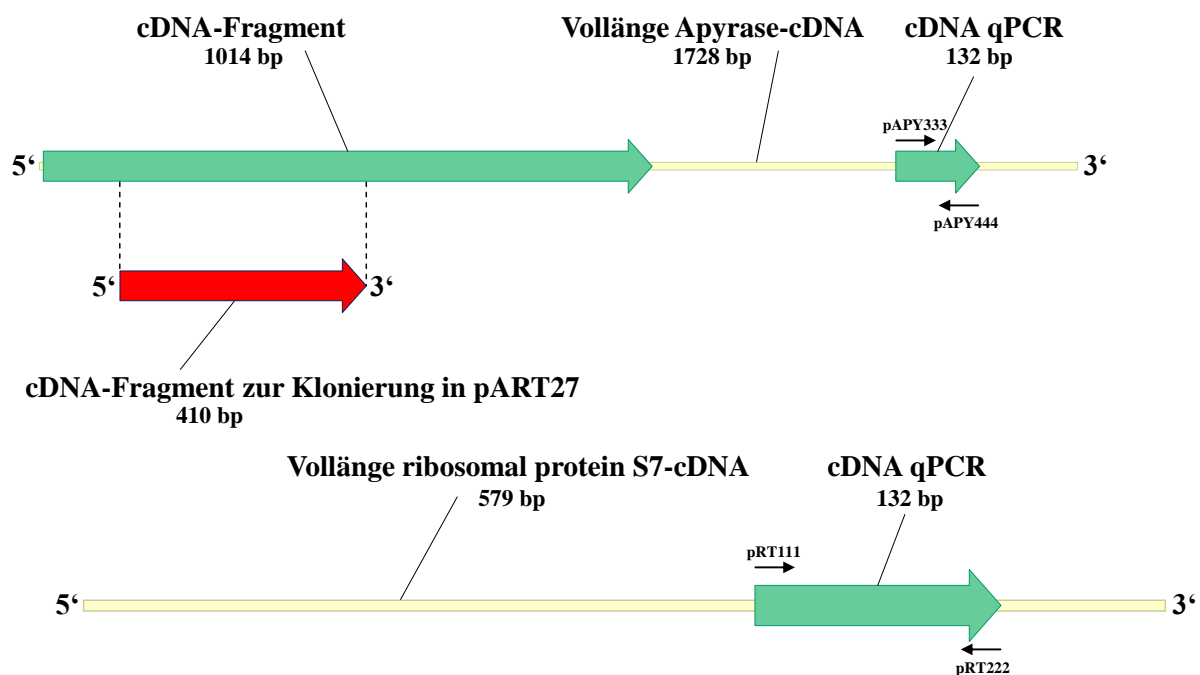 cDNA-Fragment
1014 bp
Vollänge Apyrase-cDNA
1728 bp
cDNA qPCR
132 bp
pAPY333
5‘
3‘
pAPY444
5‘
3‘
cDNA-Fragment zur Klonierung in pART27
410 bp
Vollänge ribosomal protein S7-cDNA
579 bp
cDNA qPCR
132 bp
pRT111
5‘
3‘
pRT222